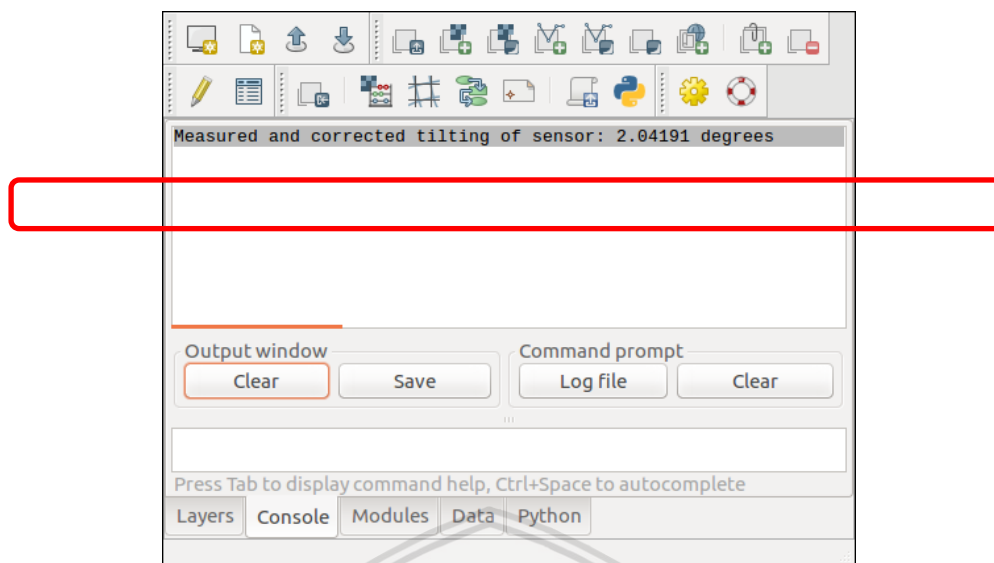 Measured and corrected tilting of sensor: 2.04191 degrees
Output window Command prompt
Clear Save Log file Clear
Press Tab to display command help, Ctrl+Space to autocomplete
Layers Console Modules Data Python